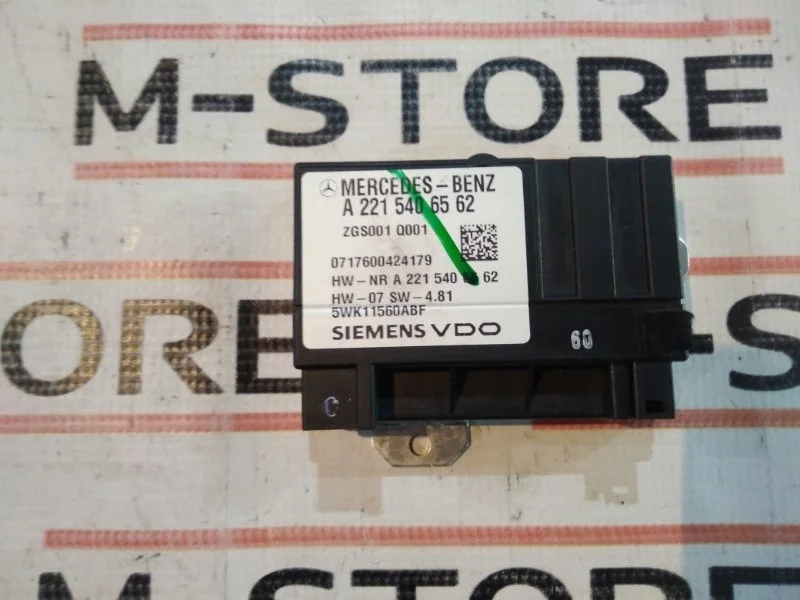 M-STORE
MERCEDES-BENZ
A 221 540 65 62
ZGS001 Q001
0717600424179
HW-NR A 221 540 65 62
HW-07 SW-4.81
5WK11560ABF
SIEMENS VDO
60
C
ORE
M-STORE